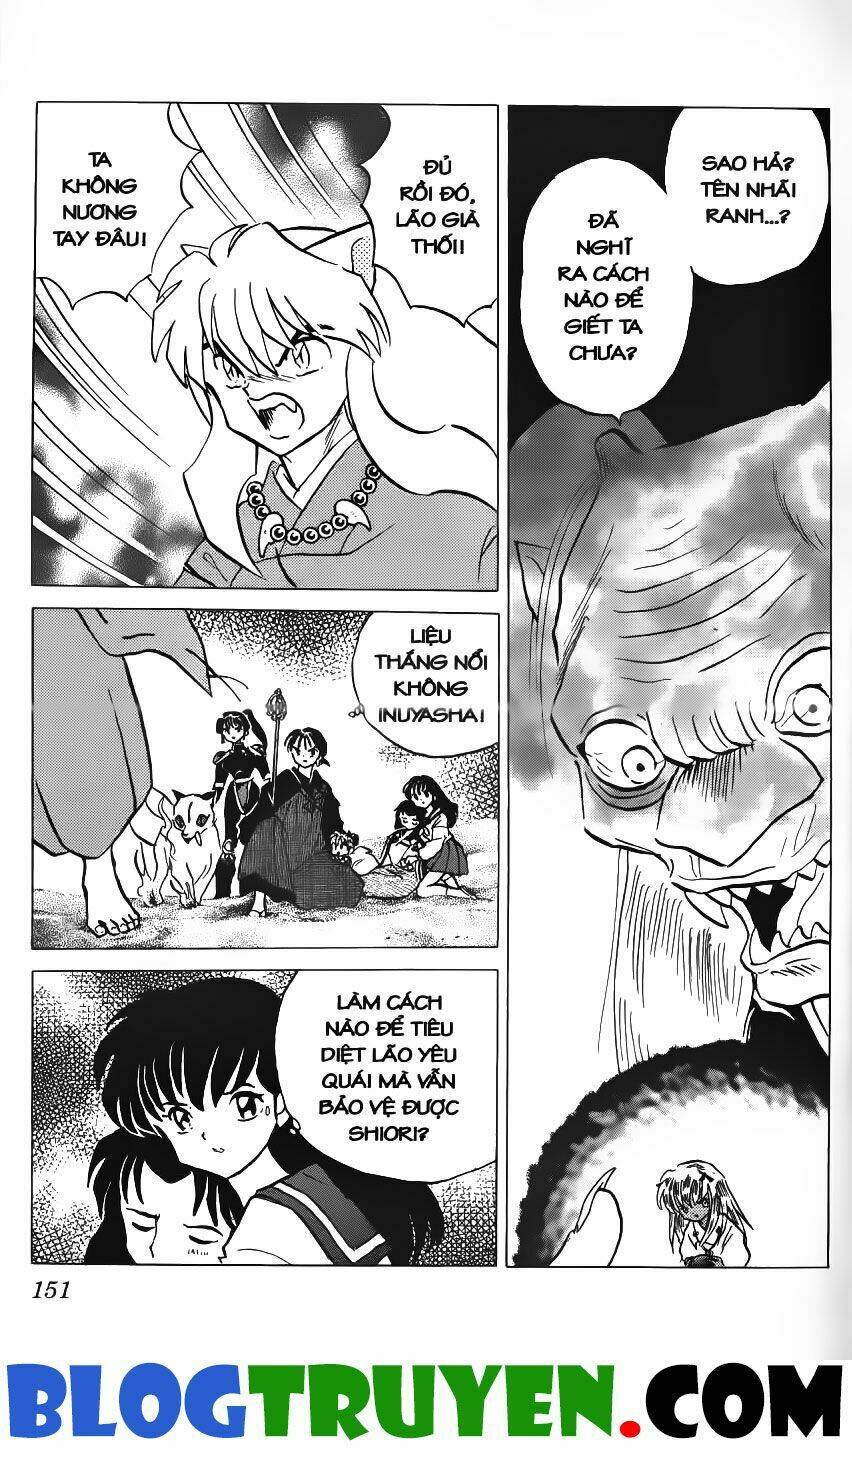 SAO HẢ?
TÊN NHÃI
RANH...?
ĐÃ
NGHĨ
RA CÁCH
NÀO ĐỂ
GIẾT TA
CHƯA?
ĐỦ
RỒI ĐÓ,
LÃO GIÀ
THỐI!!
TA
KHÔNG
NƯƠNG
TAY ĐÂU!
LIỆU
THẮNG NỔI
KHÔNG
INUYASHA!
LÀM CÁCH
NÀO ĐỂ TIÊU
DIỆT LÃO YÊU
QUÁI MÀ VẪN
BẢO VỆ ĐƯỢC
SHIORI?
151
BLOGTRUYEN.COM